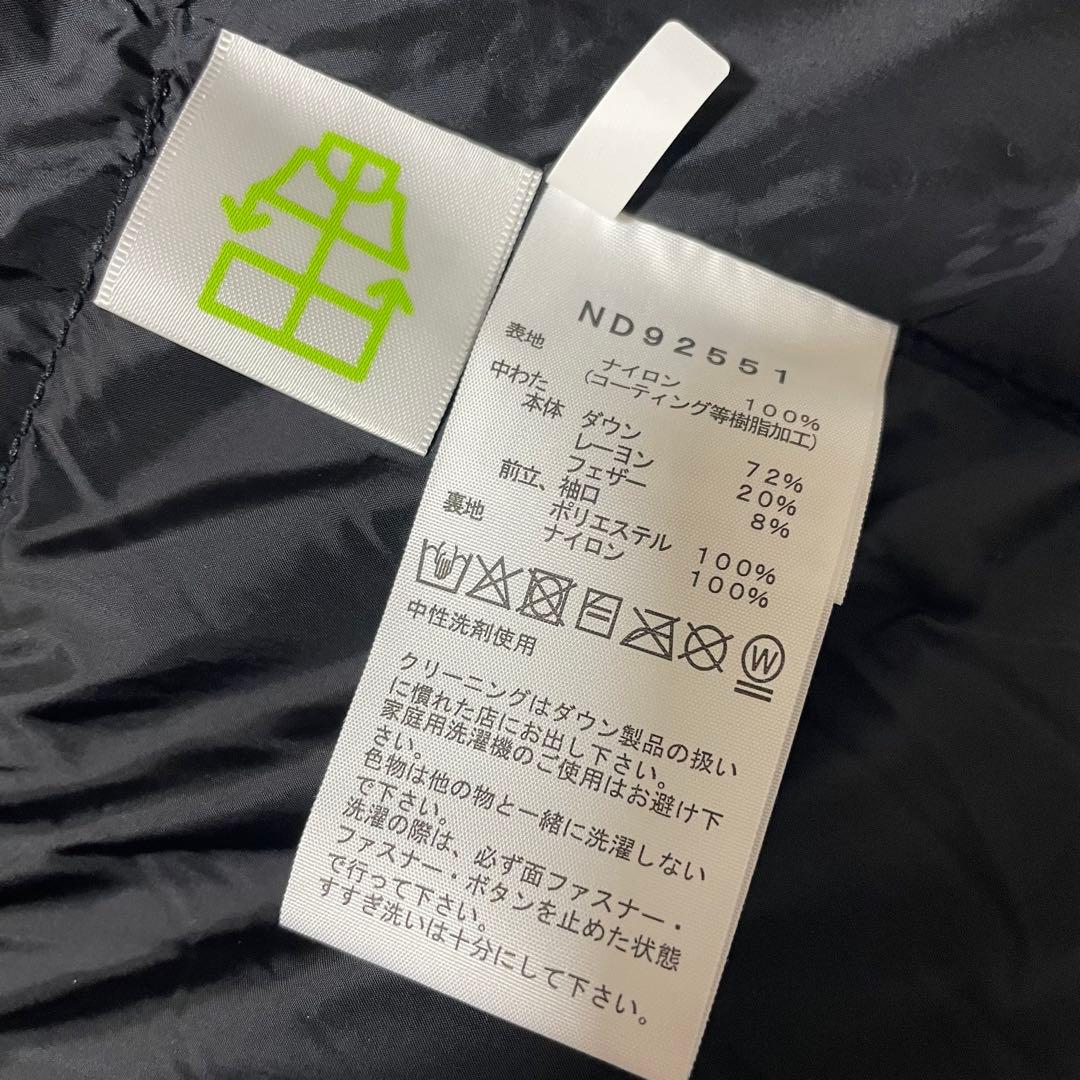 ND92551
表地 ナイロン 100%
(コーティング等樹脂加工)
中わた
本体 ダウン 72%
レーヨン 20%
フェザー 8%
前立、袖口
ポリエステル 100%
裏地 ナイロン 100%
W
中性洗剤使用
クリーニングはダウン製品の扱い
に慣れた店にお出し下さい。
家庭用洗濯機のご使用はお避け下
さい。
色物は他の物と一緒に洗濯しない
で下さい。
洗濯の際は、必ず面ファスナー・
ファスナー・ボタンを止めた状態
で行って下さい。
すすぎ洗いは十分にして下さい。